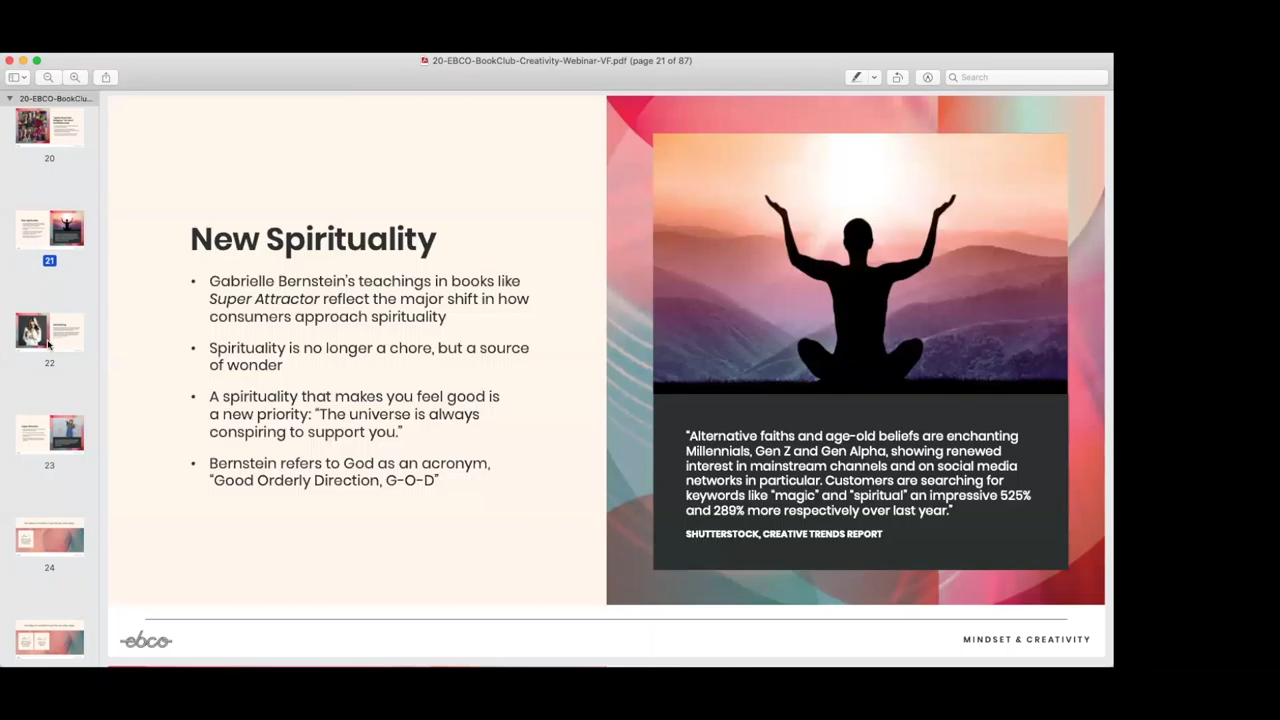 20-EBCO-BookClub-Creativity-Webinar-VF.pdf (page 21 of 87)
Search
20-EBCO-BookClu...
20
21
22
23
24
New Spirituality
• Gabrielle Bernstein's teachings in books like
Super Attractor reflect the major shift in how
consumers approach spirituality
• Spirituality is no longer a chore, but a source
of wonder
• A spirituality that makes you feel good is
a new priority: "The universe is always
conspiring to support you."
• Bernstein refers to God as an acronym,
"Good Orderly Direction, G-O-D"
"Alternative faiths and age-old beliefs are enchanting
Millennials, Gen Z and Gen Alpha, showing renewed
interest in mainstream channels and on social media
networks in particular. Customers are searching for
keywords like "magic" and "spiritual" an impressive 525%
and 289% more respectively over last year."
SHUTTERSTOCK, CREATIVE TRENDS REPORT
ebco
MINDSET & CREATIVITY